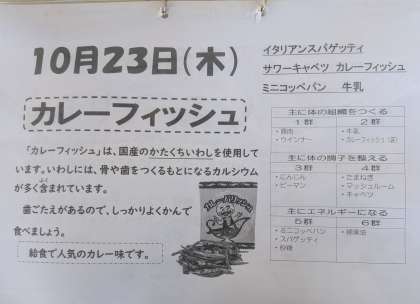 10月23日(木)
カレーフィッシュ
「カレーフィッシュ」は、国産のかたくちいわしを使用して
います。いわしには、骨や歯をつくるもとになるカルシウム
が多く含まれています。
歯ごたえがあるので、しっかりよくかんで
食べましょう。
給食で人気のカレー味です。
カレーフィッシュ
イタリアンスパゲッティ
サワーキャベツ カレーフィッシュ
ミニコッペパン 牛乳
主に体の組織をつくる
1群 2群
・鶏肉 ・牛乳
・ウインナー ・カレーフィッシュ
主に体の調子を整える
3群 4群
・にんじん ・たまねぎ
・ピーマン ・マッシュルーム
・キャベツ
主にエネルギーになる
5群 6群
・ミニコッペパン
・スパゲッティ
・砂糖